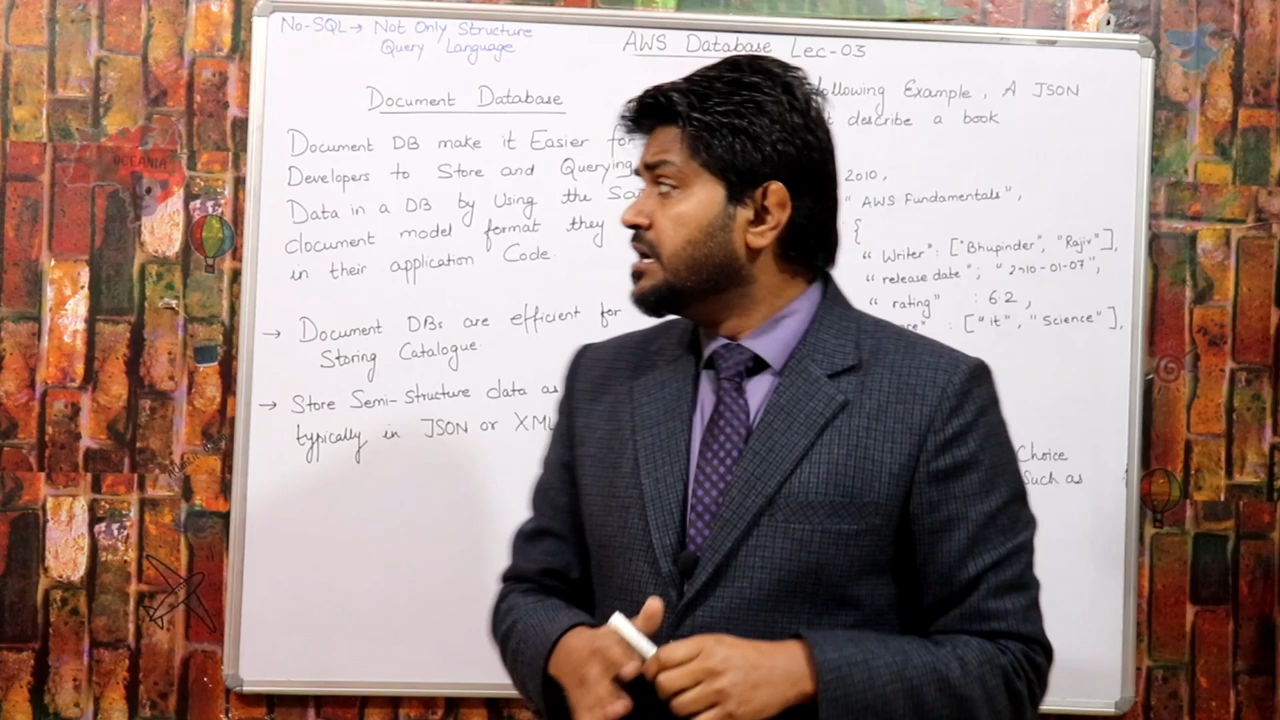 No-SQL → Not Only Structure
Query Language
AWS Database Lec-03
Document Database
Document DB make it Easier for
Developers to Store and Querying
Data in a DB by Using the
document model format they
in their application Code.
→ Document DBs are efficient for
Storing Catalogue.
→ Store Semi-Structure data as
typically in JSON or XML
following Example, A JSON
describe a book
2010,
"AWS Fundamentals",
{
"Writer": ["Bhupinder", "Rajiv"],
"release date"; "2010-01-07",
"rating" : 6.2,
: ["it", "Science"],
Choice
Such as
OCEANIA